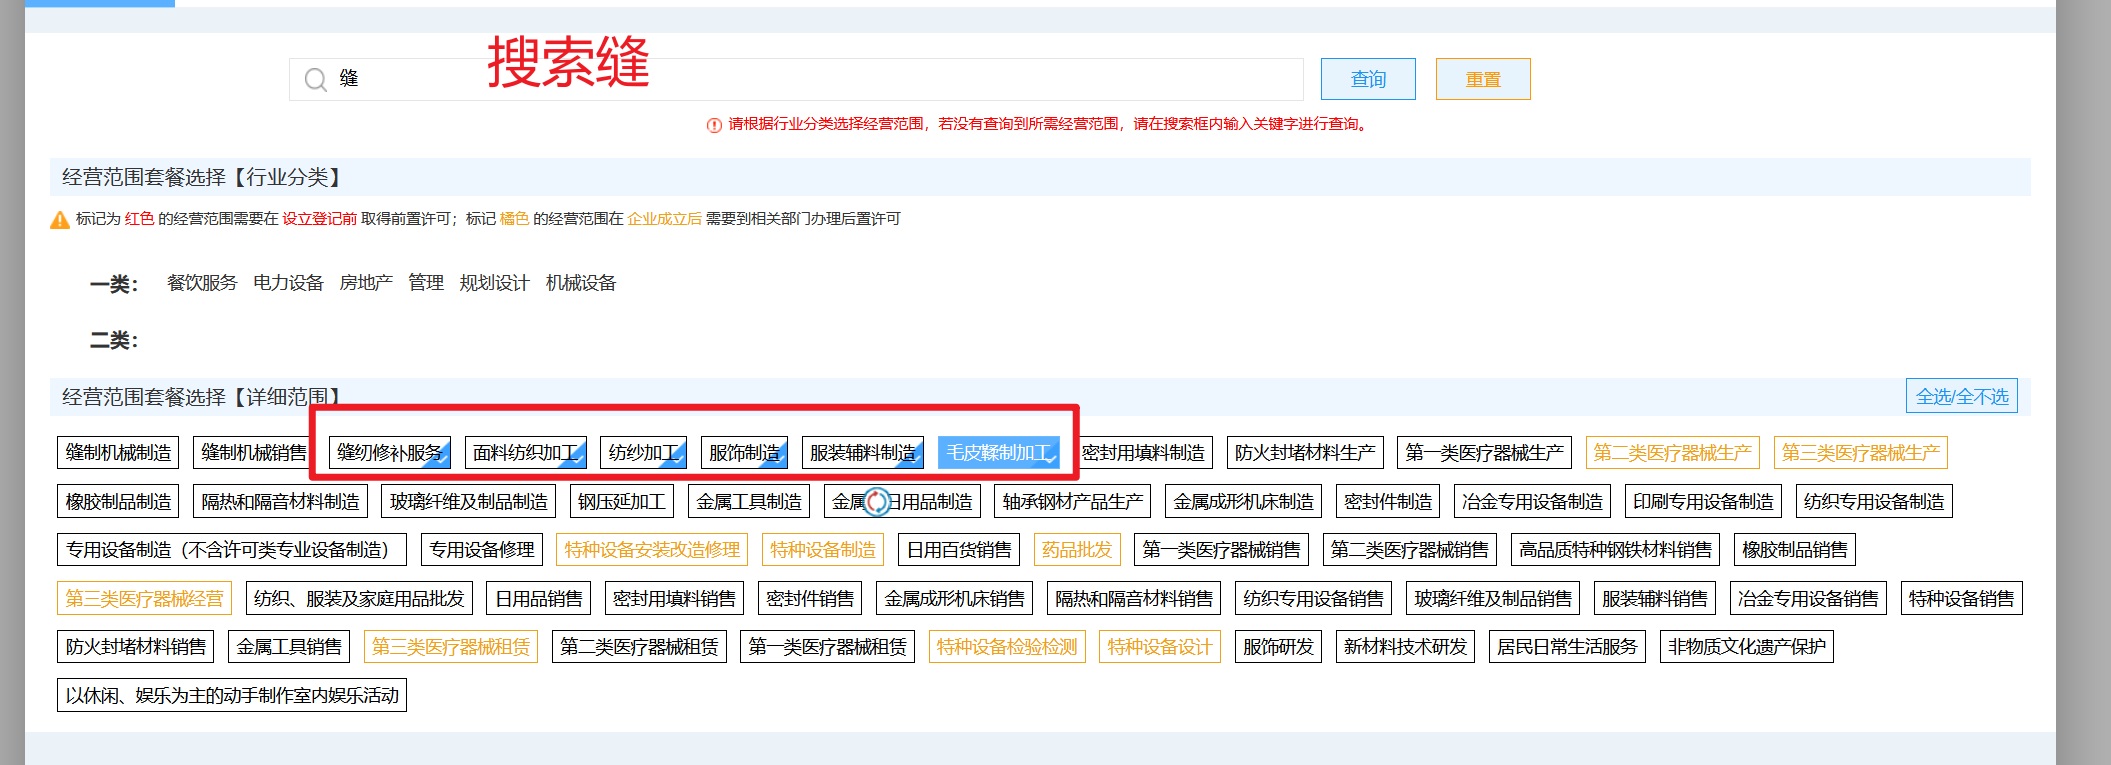 搜索缝
缝
查询
重置
请根据行业分类选择经营范围，若没有查询到所需经营范围，请在搜索框内输入关键字进行查询。
经营范围套餐选择【行业分类】
标记为 红色 的经营范围需要在 设立登记前 取得前置许可；标记 橘色 的经营范围在 企业成立后 需要到相关部门办理后置许可
一类： 餐饮服务 电力设备 房地产 管理 规划设计 机械设备
二类：
经营范围套餐选择【详细范围】 全选/全不选
缝制机械制造 缝制机械销售 缝纫修补服务 面料纺织加工 纺纱加工 服饰制造 服装辅料制造 毛皮鞣制加工 密封用填料制造 防火封堵材料生产 第一类医疗器械生产 第二类医疗器械生产 第三类医疗器械生产
橡胶制品制造 隔热和隔音材料制造 玻璃纤维及制品制造 钢压延加工 金属工具制造 金属日用品制造 轴承钢材产品生产 金属成形机床制造 密封件制造 冶金专用设备制造 印刷专用设备制造 纺织专用设备制造
专用设备制造（不含许可类专业设备制造） 专用设备修理 特种设备安装改造修理 特种设备制造 日用百货销售 药品批发 第一类医疗器械销售 第二类医疗器械销售 高品质特种钢铁材料销售 橡胶制品销售
第三类医疗器械经营 纺织、服装及家庭用品批发 日用品销售 密封用填料销售 密封件销售 金属成形机床销售 隔热和隔音材料销售 纺织专用设备销售 玻璃纤维及制品销售 服装辅料销售 冶金专用设备销售 特种设备销售
防火封堵材料销售 金属工具销售 第三类医疗器械租赁 第二类医疗器械租赁 第一类医疗器械租赁 特种设备检验检测 特种设备设计 服饰研发 新材料技术研发 居民日常生活服务 非物质文化遗产保护
以休闲、娱乐为主的动手制作室内娱乐活动